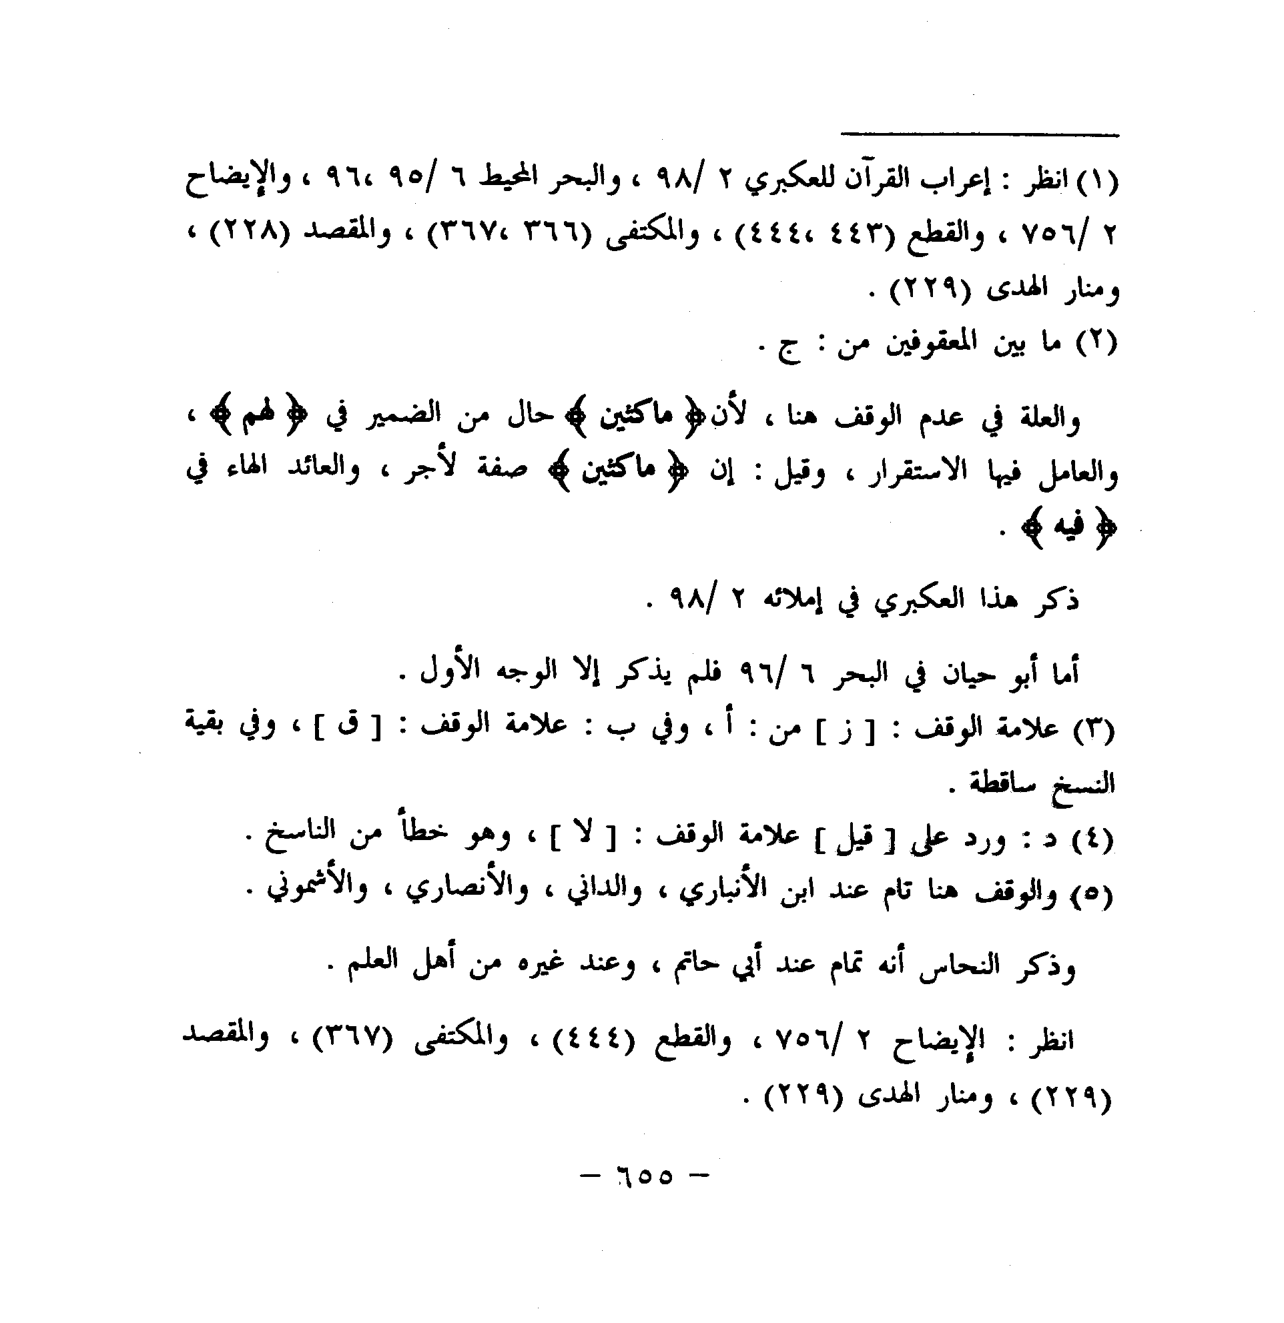 (١) انظر : إعراب القرآن للعكبري ٢ /٩٨ ، والبحر المحيط ٦ /٩٥ ،٩٦ ، والإيضاح
٢ /٧٥٦ ، والقطع (٤٤٣ ،٤٤٤) ، والمكتفى (٣٦٦ ،٣٦٧) ، والمقصد (٢٢٨) ،
ومنار الهدى (٢٢٩) .
(٢) ما بين المعقوفين من : ج .
والعلة في عدم الوقف هنا ، لأن ﴿ ماكثين ﴾ حال من الضمير في ﴿ لهم ﴾ ،
والعامل فيها الاستقرار ، وقيل : إن ﴿ ماكثين ﴾ صفة لأجر ، والعائد الهاء في
﴿ فيه ﴾ .
ذكر هذا العكبري في إملائه ٢ /٩٨ .
أما أبو حيان في البحر ٦ /٩٦ فلم يذكر إلا الوجه الأول .
(٣) علامة الوقف : [ ز ] من : أ ، وفي ب : علامة الوقف : [ ق ] ، وفي بقية
النسخ ساقطة .
(٤) د : ورد على [ قيل ] علامة الوقف : [ لا ] ، وهو خطأ من الناسخ .
(٥) والوقف هنا تام عند ابن الأنباري ، والداني ، والأنصاري ، والأشموني .
وذكر النحاس أنه تمام عند أبي حاتم ، وعند غيره من أهل العلم .
انظر : الإيضاح ٢ /٧٥٦ ، والقطع (٤٤٤) ، والمكتفى (٣٦٧) ، والمقصد
(٢٢٩) ، ومنار الهدى (٢٢٩) .
– ٦٥٥ –